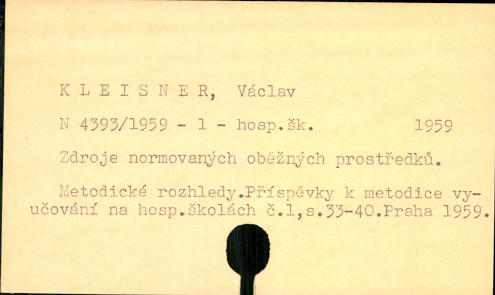 K L E I S N E R, Václav
N 4393/1959 - 1 - hosp.šk. 1959
Zdroje normovaných oběžných prostředků.
Metodické rozhledy.Příspěvky k metodice vy-
učování na hosp.školách č.1,s.33-40.Praha 1959.